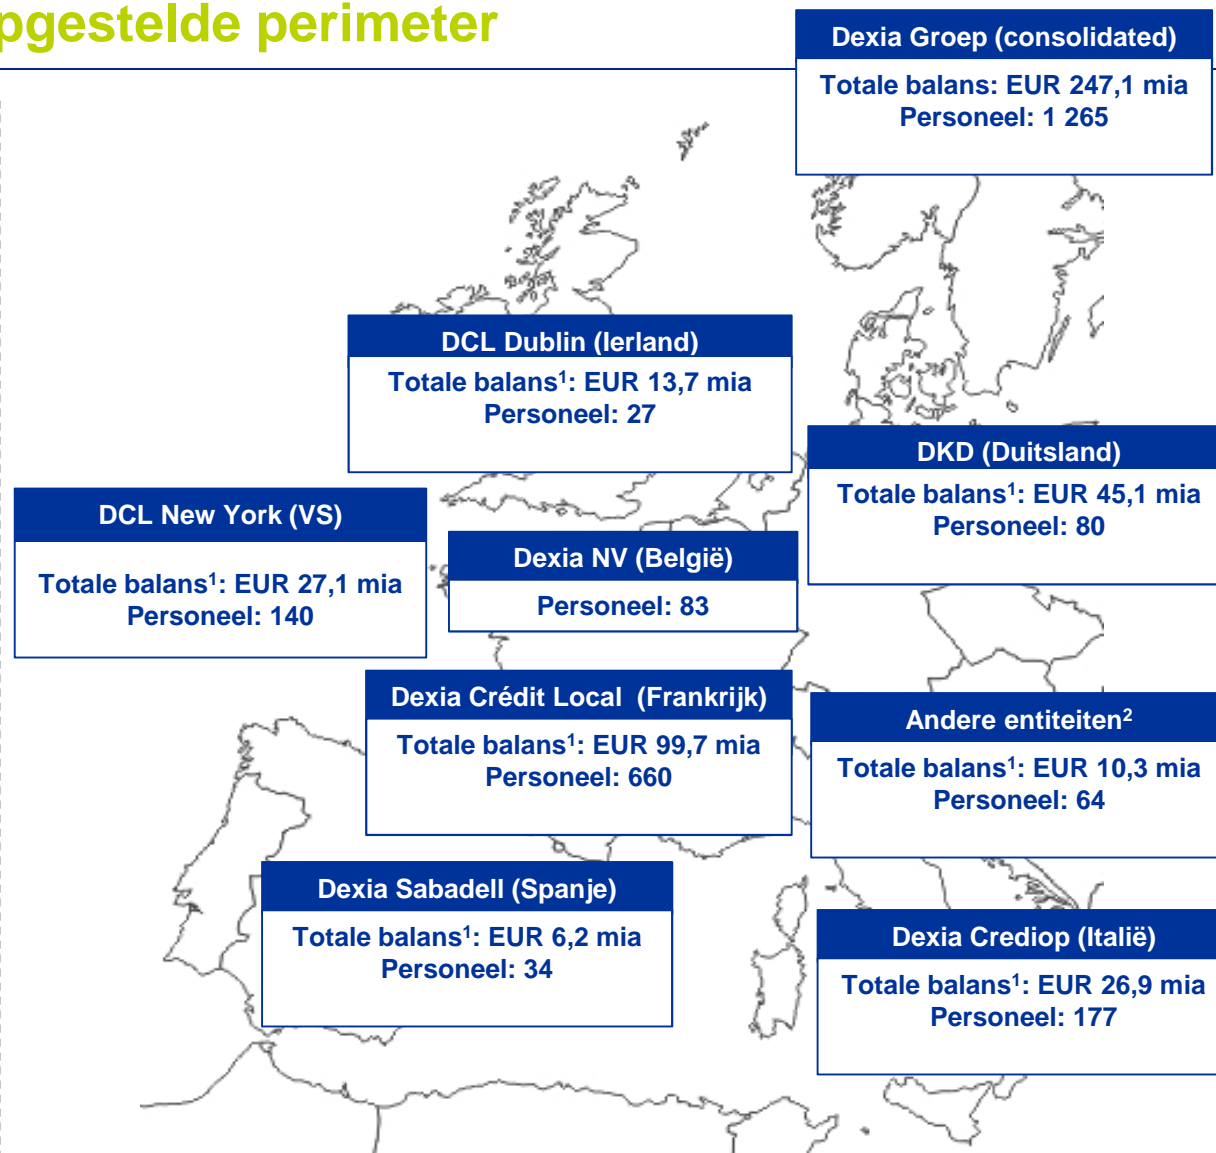 pgestelde perimeter
Dexia Groep (consolidated)
Totale balans: EUR 247,1 mia
Personeel: 1 265
DCL Dublin (Ierland)
Totale balans¹: EUR 13,7 mia
Personeel: 27
DKD (Duitsland)
Totale balans¹: EUR 45,1 mia
Personeel: 80
DCL New York (VS)
Totale balans¹: EUR 27,1 mia
Personeel: 140
Dexia NV (België)
Personeel: 83
Dexia Crédit Local (Frankrijk)
Totale balans¹: EUR 99,7 mia
Personeel: 660
Andere entiteiten²
Totale balans¹: EUR 10,3 mia
Personeel: 64
Dexia Sabadell (Spanje)
Totale balans¹: EUR 6,2 mia
Personeel: 34
Dexia Crediop (Italië)
Totale balans¹: EUR 26,9 mia
Personeel: 177